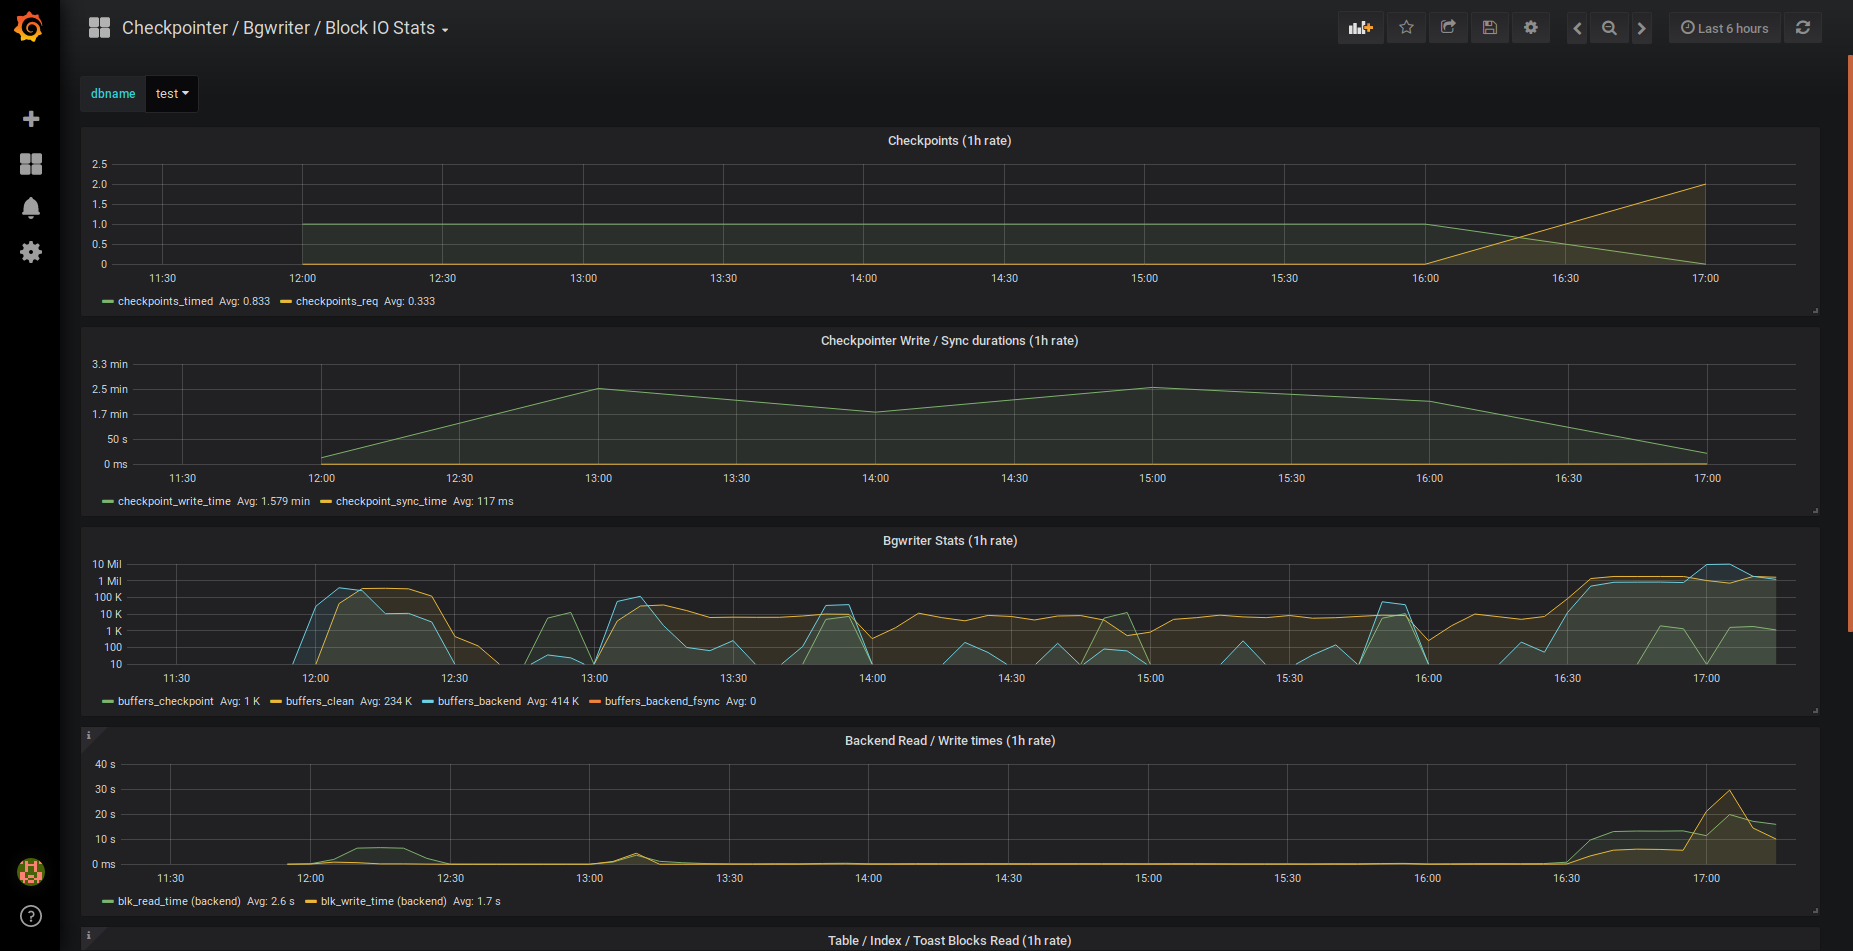 Checkpointer / Bgwriter / Block IO Stats
Last 6 hours
dbname test
Checkpoints (1h rate)
2.5
2.0
1.5
1.0
0.5
0
11:30 12:00 12:30 13:00 13:30 14:00 14:30 15:00 15:30 16:00 16:30 17:00
checkpoints_timed Avg: 0.833 checkpoints_req Avg: 0.333
Checkpointer Write / Sync durations (1h rate)
3.3 min
2.5 min
1.7 min
50 s
0 ms
11:30 12:00 12:30 13:00 13:30 14:00 14:30 15:00 15:30 16:00 16:30 17:00
checkpoint_write_time Avg: 1.579 min checkpoint_sync_time Avg: 117 ms
Bgwriter Stats (1h rate)
10 Mil
1 Mil
100 K
10 K
1 K
100
10
11:30 12:00 12:30 13:00 13:30 14:00 14:30 15:00 15:30 16:00 16:30 17:00
buffers_checkpoint Avg: 1 K buffers_clean Avg: 234 K buffers_backend Avg: 414 K buffers_backend_fsync Avg: 0
i
Backend Read / Write times (1h rate)
40 s
30 s
20 s
10 s
0 ms
11:30 12:00 12:30 13:00 13:30 14:00 14:30 15:00 15:30 16:00 16:30 17:00
blk_read_time (backend) Avg: 2.6 s blk_write_time (backend) Avg: 1.7 s
i
Table / Index / Toast Blocks Read (1h rate)
?